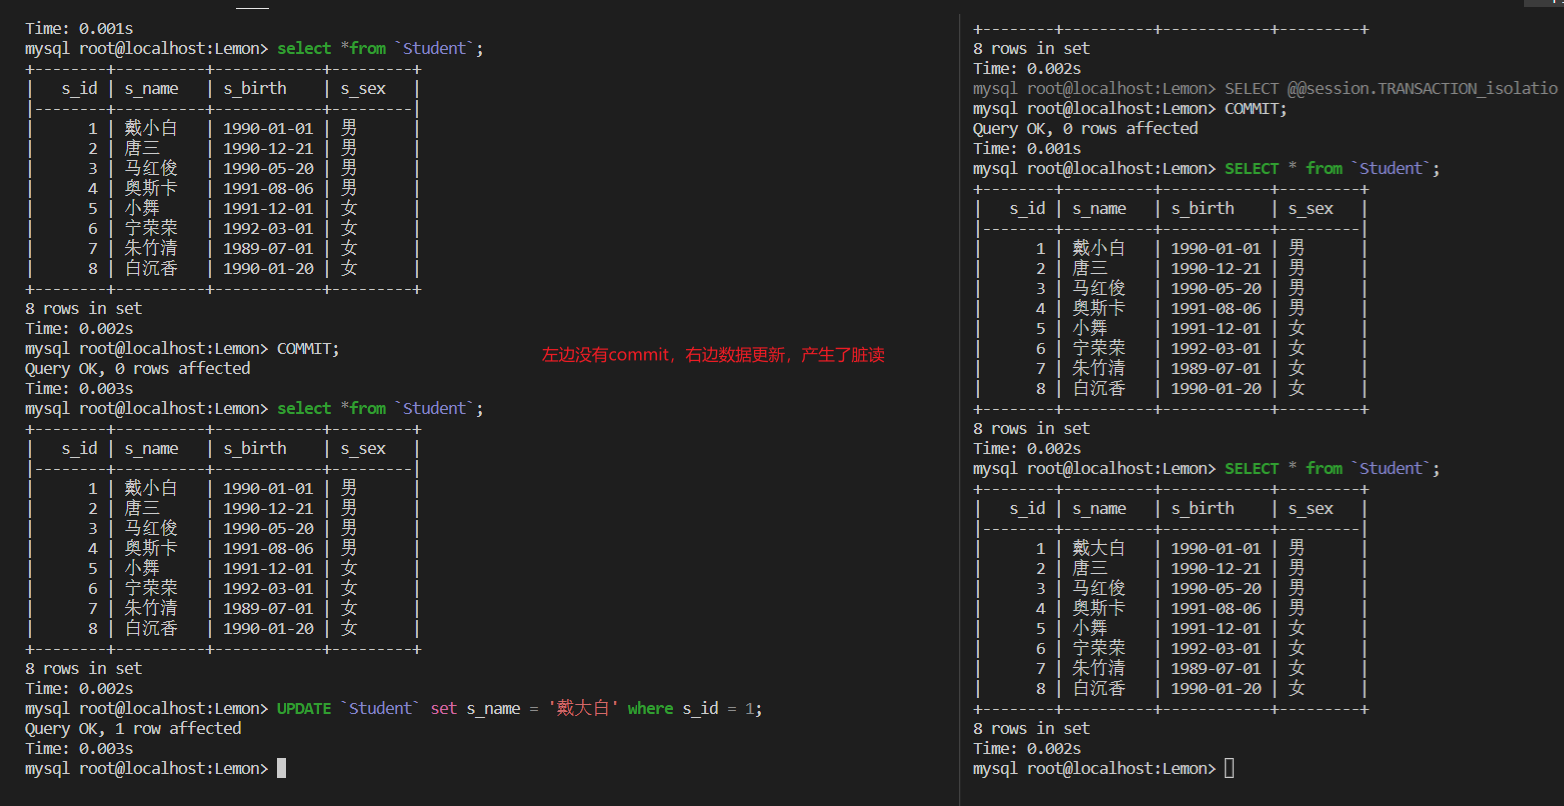 Time: 0.001s
mysql root@localhost:Lemon> select *from `Student`;
+--------+----------+------------+---------+
|   s_id | s_name   | s_birth    | s_sex   |
|--------+----------+------------+---------|
|      1 | 戴小白   | 1990-01-01 | 男      |
|      2 | 唐三     | 1990-12-21 | 男      |
|      3 | 马红俊   | 1990-05-20 | 男      |
|      4 | 奥斯卡   | 1991-08-06 | 男      |
|      5 | 小舞     | 1991-12-01 | 女      |
|      6 | 宁荣荣   | 1992-03-01 | 女      |
|      7 | 朱竹清   | 1989-07-01 | 女      |
|      8 | 白沉香   | 1990-01-20 | 女      |
+--------+----------+------------+---------+
8 rows in set
Time: 0.002s
mysql root@localhost:Lemon> COMMIT;
Query OK, 0 rows affected
Time: 0.003s
mysql root@localhost:Lemon> select *from `Student`;
+--------+----------+------------+---------+
|   s_id | s_name   | s_birth    | s_sex   |
|--------+----------+------------+---------|
|      1 | 戴小白   | 1990-01-01 | 男      |
|      2 | 唐三     | 1990-12-21 | 男      |
|      3 | 马红俊   | 1990-05-20 | 男      |
|      4 | 奥斯卡   | 1991-08-06 | 男      |
|      5 | 小舞     | 1991-12-01 | 女      |
|      6 | 宁荣荣   | 1992-03-01 | 女      |
|      7 | 朱竹清   | 1989-07-01 | 女      |
|      8 | 白沉香   | 1990-01-20 | 女      |
+--------+----------+------------+---------+
8 rows in set
Time: 0.002s
mysql root@localhost:Lemon> UPDATE `Student` set s_name = '戴大白' where s_id = 1;
Query OK, 1 row affected
Time: 0.003s
mysql root@localhost:Lemon>
左边没有commit，右边数据更新，产生了脏读
+--------+----------+------------+---------+
8 rows in set
Time: 0.002s
mysql root@localhost:Lemon> SELECT @@session.TRANSACTION_isolatio
mysql root@localhost:Lemon> COMMIT;
Query OK, 0 rows affected
Time: 0.001s
mysql root@localhost:Lemon> SELECT * from `Student`;
+--------+----------+------------+---------+
|   s_id | s_name   | s_birth    | s_sex   |
|--------+----------+------------+---------|
|      1 | 戴小白   | 1990-01-01 | 男      |
|      2 | 唐三     | 1990-12-21 | 男      |
|      3 | 马红俊   | 1990-05-20 | 男      |
|      4 | 奥斯卡   | 1991-08-06 | 男      |
|      5 | 小舞     | 1991-12-01 | 女      |
|      6 | 宁荣荣   | 1992-03-01 | 女      |
|      7 | 朱竹清   | 1989-07-01 | 女      |
|      8 | 白沉香   | 1990-01-20 | 女      |
+--------+----------+------------+---------+
8 rows in set
Time: 0.002s
mysql root@localhost:Lemon> SELECT * from `Student`;
+--------+----------+------------+---------+
|   s_id | s_name   | s_birth    | s_sex   |
|--------+----------+------------+---------|
|      1 | 戴大白   | 1990-01-01 | 男      |
|      2 | 唐三     | 1990-12-21 | 男      |
|      3 | 马红俊   | 1990-05-20 | 男      |
|      4 | 奥斯卡   | 1991-08-06 | 男      |
|      5 | 小舞     | 1991-12-01 | 女      |
|      6 | 宁荣荣   | 1992-03-01 | 女      |
|      7 | 朱竹清   | 1989-07-01 | 女      |
|      8 | 白沉香   | 1990-01-20 | 女      |
+--------+----------+------------+---------+
8 rows in set
Time: 0.002s
mysql root@localhost:Lemon>